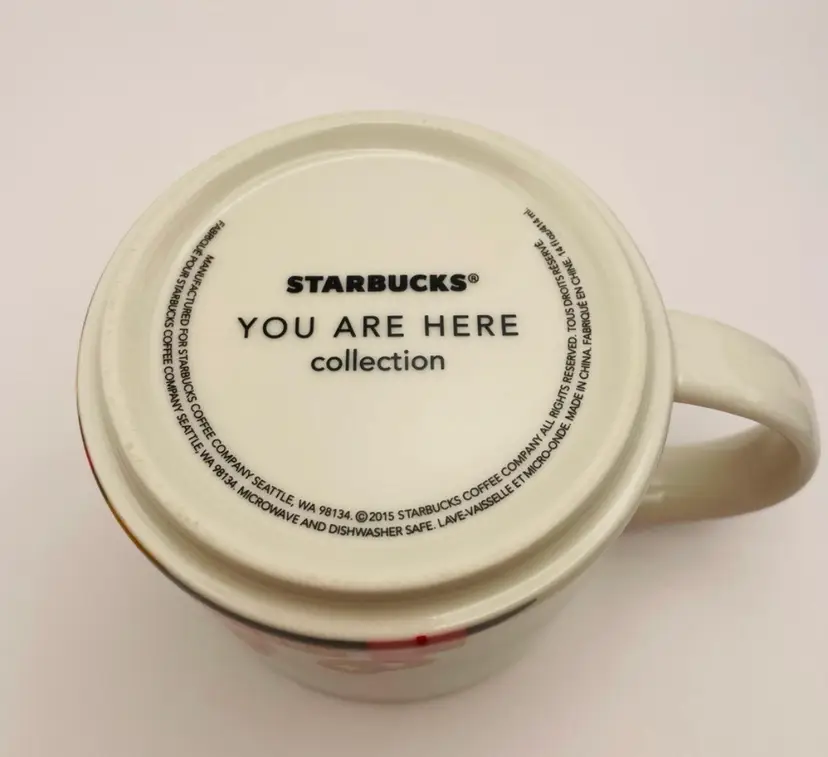 STARBUCKS®
YOU ARE HERE
collection
MANUFACTURED FOR STARBUCKS COFFEE COMPANY SEATTLE, WA 98134. ©2015 STARBUCKS COFFEE COMPANY ALL RIGHTS RESERVED. TOUS DROITS RÉSERVÉ.
FABRIQUÉ POUR STARBUCKS COFFEE COMPANY SEATTLE, WA 98134. MICROWAVE AND DISHWASHER SAFE. LAVE-VAISSELLE ET MICRO-ONDE. MADE IN CHINA. FABRIQUÉ EN CHINE. 14 fl oz/414 ml